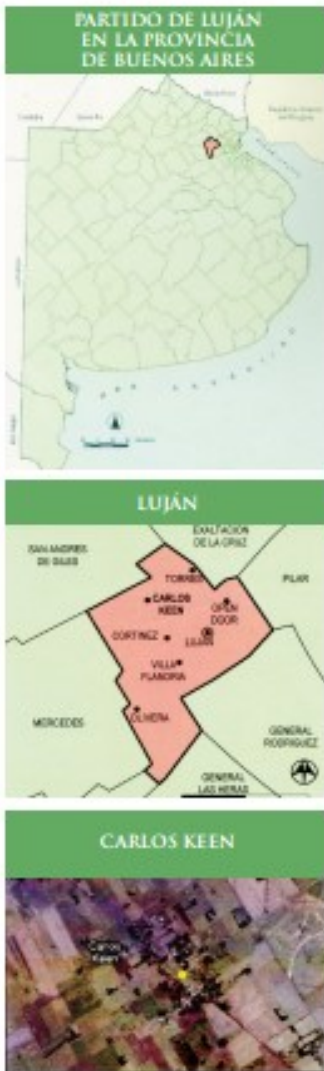 PARTIDO DE LUJÁN
EN LA PROVINCIA
DE BUENOS AIRES
LUJÁN
EXALTACION
DE LA CRUZ
SAN ANDRES
DE GILES
TORRES
PILAR
CARLOS
KEEN
OPEN
DOOR
CORTINEZ
LUJAN
VILLA
FLANDRIA
MERCEDES
OLIVERA
GENERAL
RODRIGUEZ
GENERAL
LAS HERAS
CARLOS KEEN
Carlos
Keen